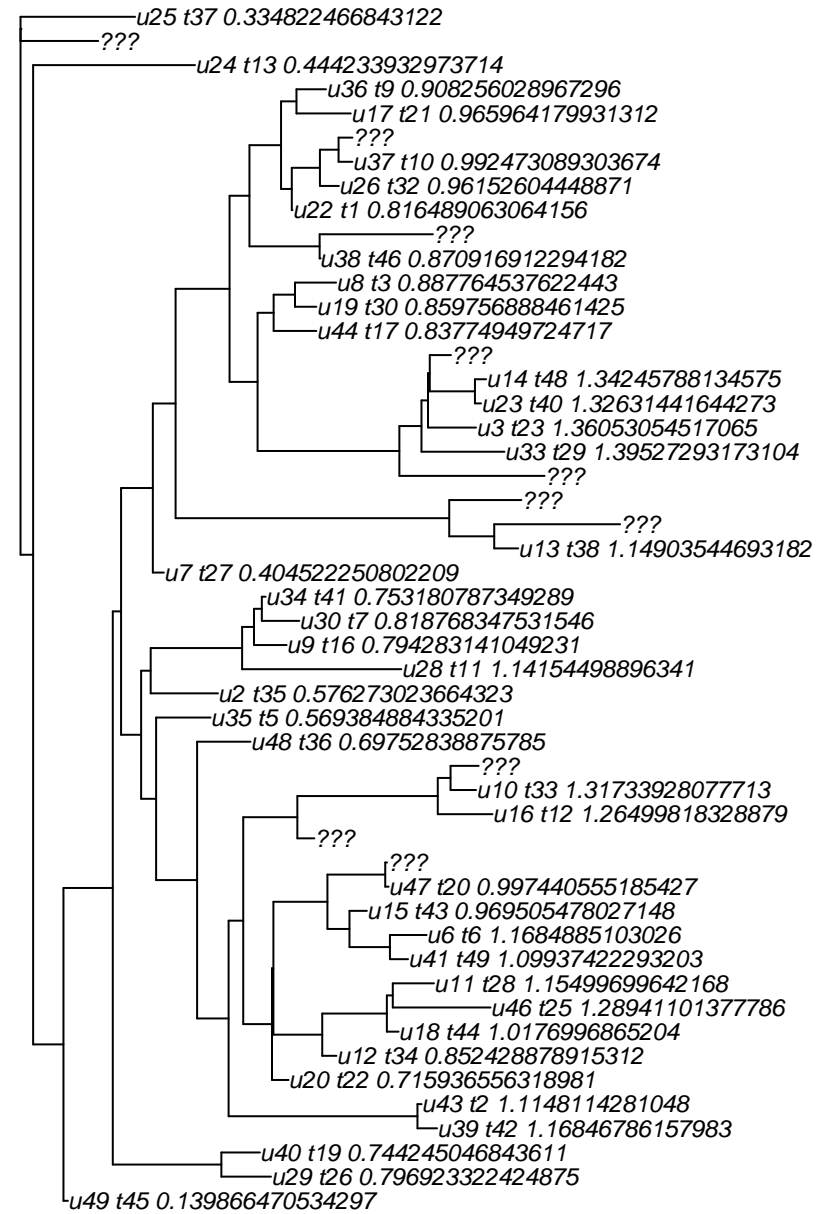 u25 t37 0.334822466843122
???
u24 t13 0.444233932973714
u36 t9 0.908256028967296
u17 t21 0.965964179931312
???
u37 t10 0.992473089303674
u26 t32 0.96152604448871
u22 t1 0.816489063064156
???
u38 t46 0.870916912294182
u8 t3 0.887764537622443
u19 t30 0.859756888461425
u44 t17 0.83774949724717
???
u14 t48 1.34245788134575
u23 t40 1.32631441644273
u3 t23 1.36053054517065
u33 t29 1.39527293173104
???
???
???
u13 t38 1.14903544693182
u7 t27 0.404522250802209
u34 t41 0.753180787349289
u30 t7 0.818768347531546
u9 t16 0.794283141049231
u28 t11 1.14154498896341
u2 t35 0.576273023664323
u35 t5 0.569384884335201
u48 t36 0.69752838875785
???
u10 t33 1.31733928077713
u16 t12 1.26499818328879
???
???
u47 t20 0.997440555185427
u15 t43 0.969505478027148
u6 t6 1.1684885103026
u41 t49 1.09937422293203
u11 t28 1.15499699642168
u46 t25 1.28941101377786
u18 t44 1.0176996865204
u12 t34 0.852428878915312
u20 t22 0.715936556318981
u43 t2 1.1148114281048
u39 t42 1.16846786157983
u40 t19 0.744245046843611
u29 t26 0.796923322424875
u49 t45 0.139866470534297